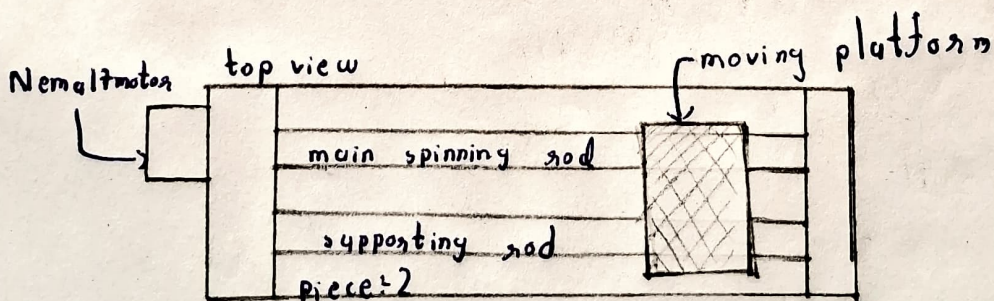 top view
moving platform
Nema17motor
main spinning rod
supporting rod
piece:2